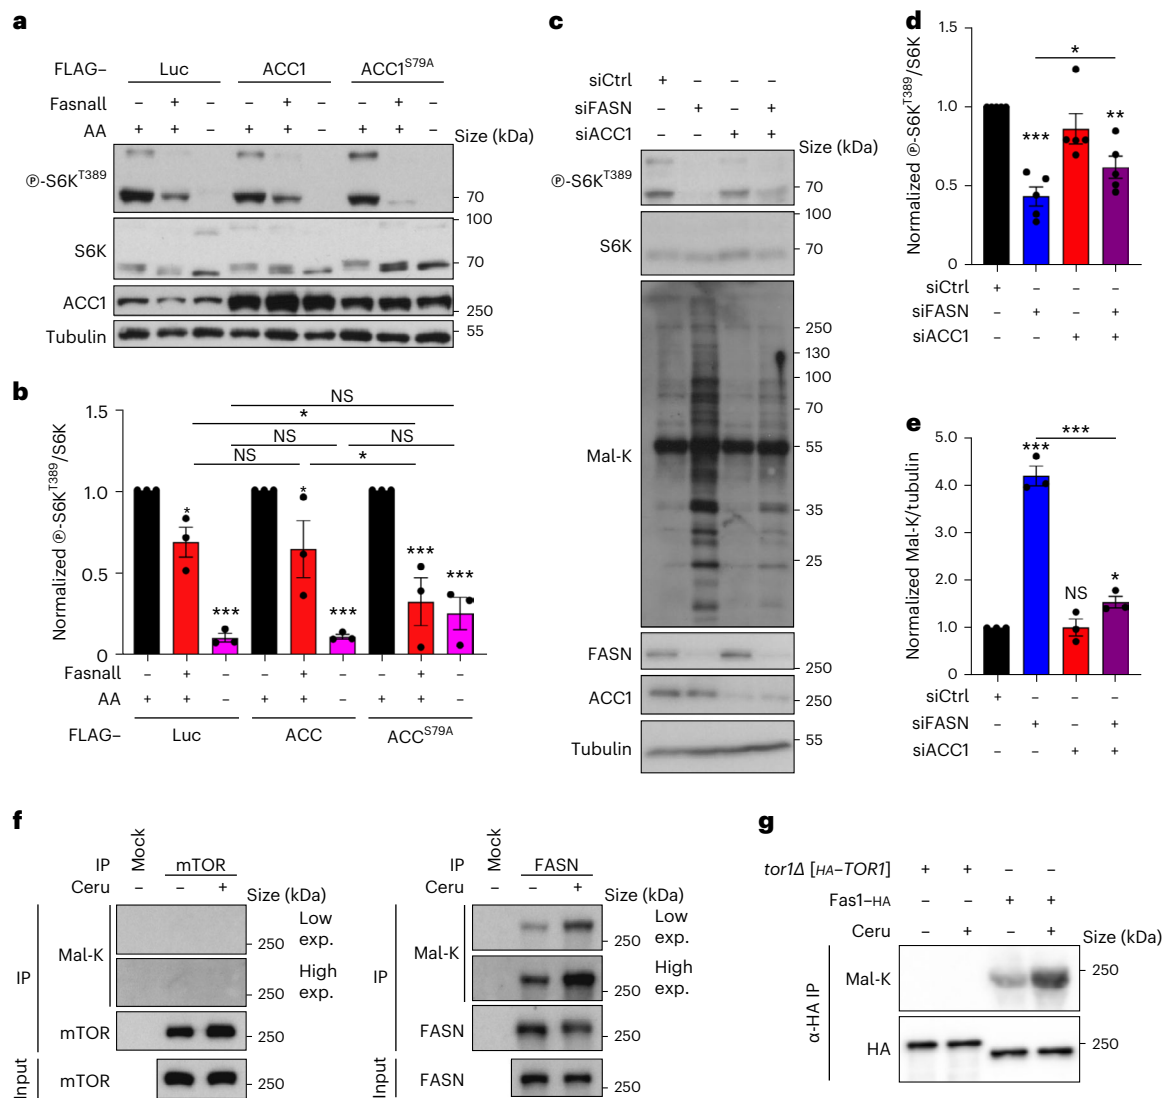 a
FLAG– Luc ACC1 ACC1S79A
Fasnall – + – – + – – + –
AA + + – + + – + + – Size (kDa)
Ⓟ-S6KT389 70
100
S6K 70
ACC1 250
Tubulin 55
b
Normalized Ⓟ-S6KT389/S6K
1.5
1.0
0.5
0
NS
*
NS NS
NS *
* *** * *** *** ***
Fasnall – + – – + – – + –
AA + + – + + – + + –
FLAG– Luc ACC ACCS79A
c
siCtrl + – – –
siFASN – + – +
siACC1 – – + + Size (kDa)
Ⓟ-S6KT389 70
100
S6K 70
Mal-K
250
130
100
70
55
35
25
FASN 250
ACC1 250
Tubulin 55
d
Normalized Ⓟ-S6KT389/S6K
1.5
1.0
0.5
0
*
*** **
siCtrl + – – –
siFASN – + – +
siACC1 – – + +
e
Normalized Mal-K/tubulin
5.0
4.0
3.0
2.0
1.0
0
***
*** NS *
siCtrl + – – –
siFASN – + – +
siACC1 – – + +
f
IP Mock mTOR
Ceru – – + Size (kDa)
IP
Mal-K 250 Low exp.
250 High exp.
mTOR 250
Input
mTOR 250
IP Mock FASN
Ceru – – + Size (kDa)
IP
Mal-K 250 Low exp.
250 High exp.
FASN 250
Input
FASN 250
g
tor1Δ [HA–TOR1] + + – –
Fas1–HA – – + +
Ceru – + – + Size (kDa)
α-HA IP
Mal-K 250
HA 250